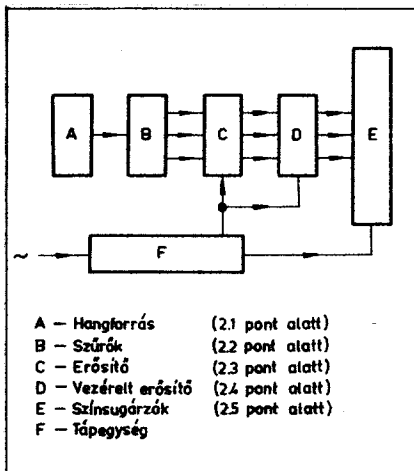 A
B
C
D
E
~
F
A – Hangforrás (2.1 pont alatt)
B – Szűrők (2.2 pont alatt)
C – Erősítő (2.3 pont alatt)
D – Vezérelt erősítő (2.4 pont alatt)
E – Színsugárzók (2.5 pont alatt)
F – Tápegység